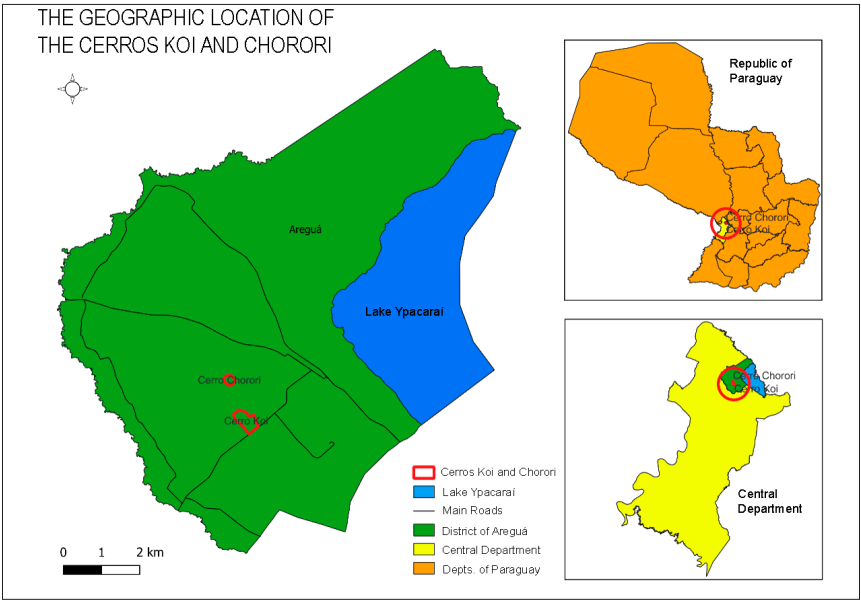 THE GEOGRAPHIC LOCATION OF
THE CERROS KOI AND CHORORI
Areguá
Lake Ypacaraí
Cerro Chorori
Cerro Koi
0 1 2 km
Cerros Koi and Chorori
Lake Ypacaraí
Main Roads
District of Areguá
Central Department
Depts. of Paraguay
Republic of
Paraguay
Cerro Chorori
Cerro Koi
Cerro Chorori
Cerro Koi
Central
Department